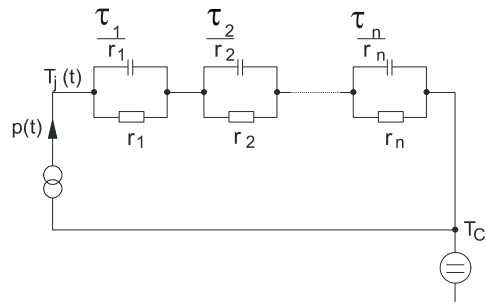 τ1 τ2 τn
r1 r2 rn
Tj(t)
p(t)
r1 r2 rn
TC